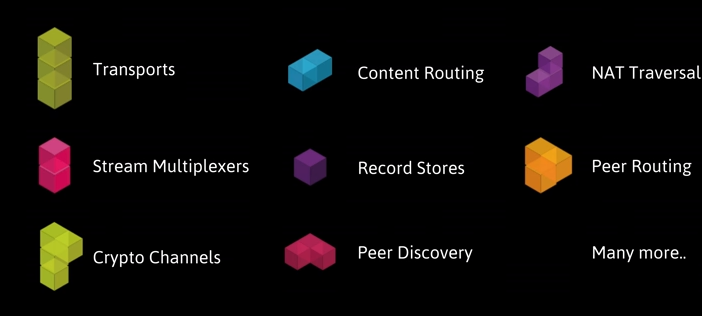 Transports
Content Routing
NAT Traversal
Stream Multiplexers
Record Stores
Peer Routing
Crypto Channels
Peer Discovery
Many more..